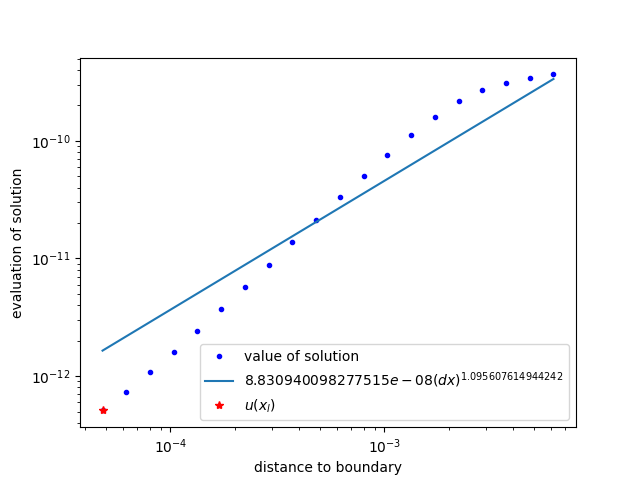 10⁻¹⁰
10⁻¹¹
10⁻¹²
evaluation of solution
value of solution
8.830940098277515e − 08(dx)^1.095607614944242
u(x_l)
10⁻⁴
10⁻³
distance to boundary